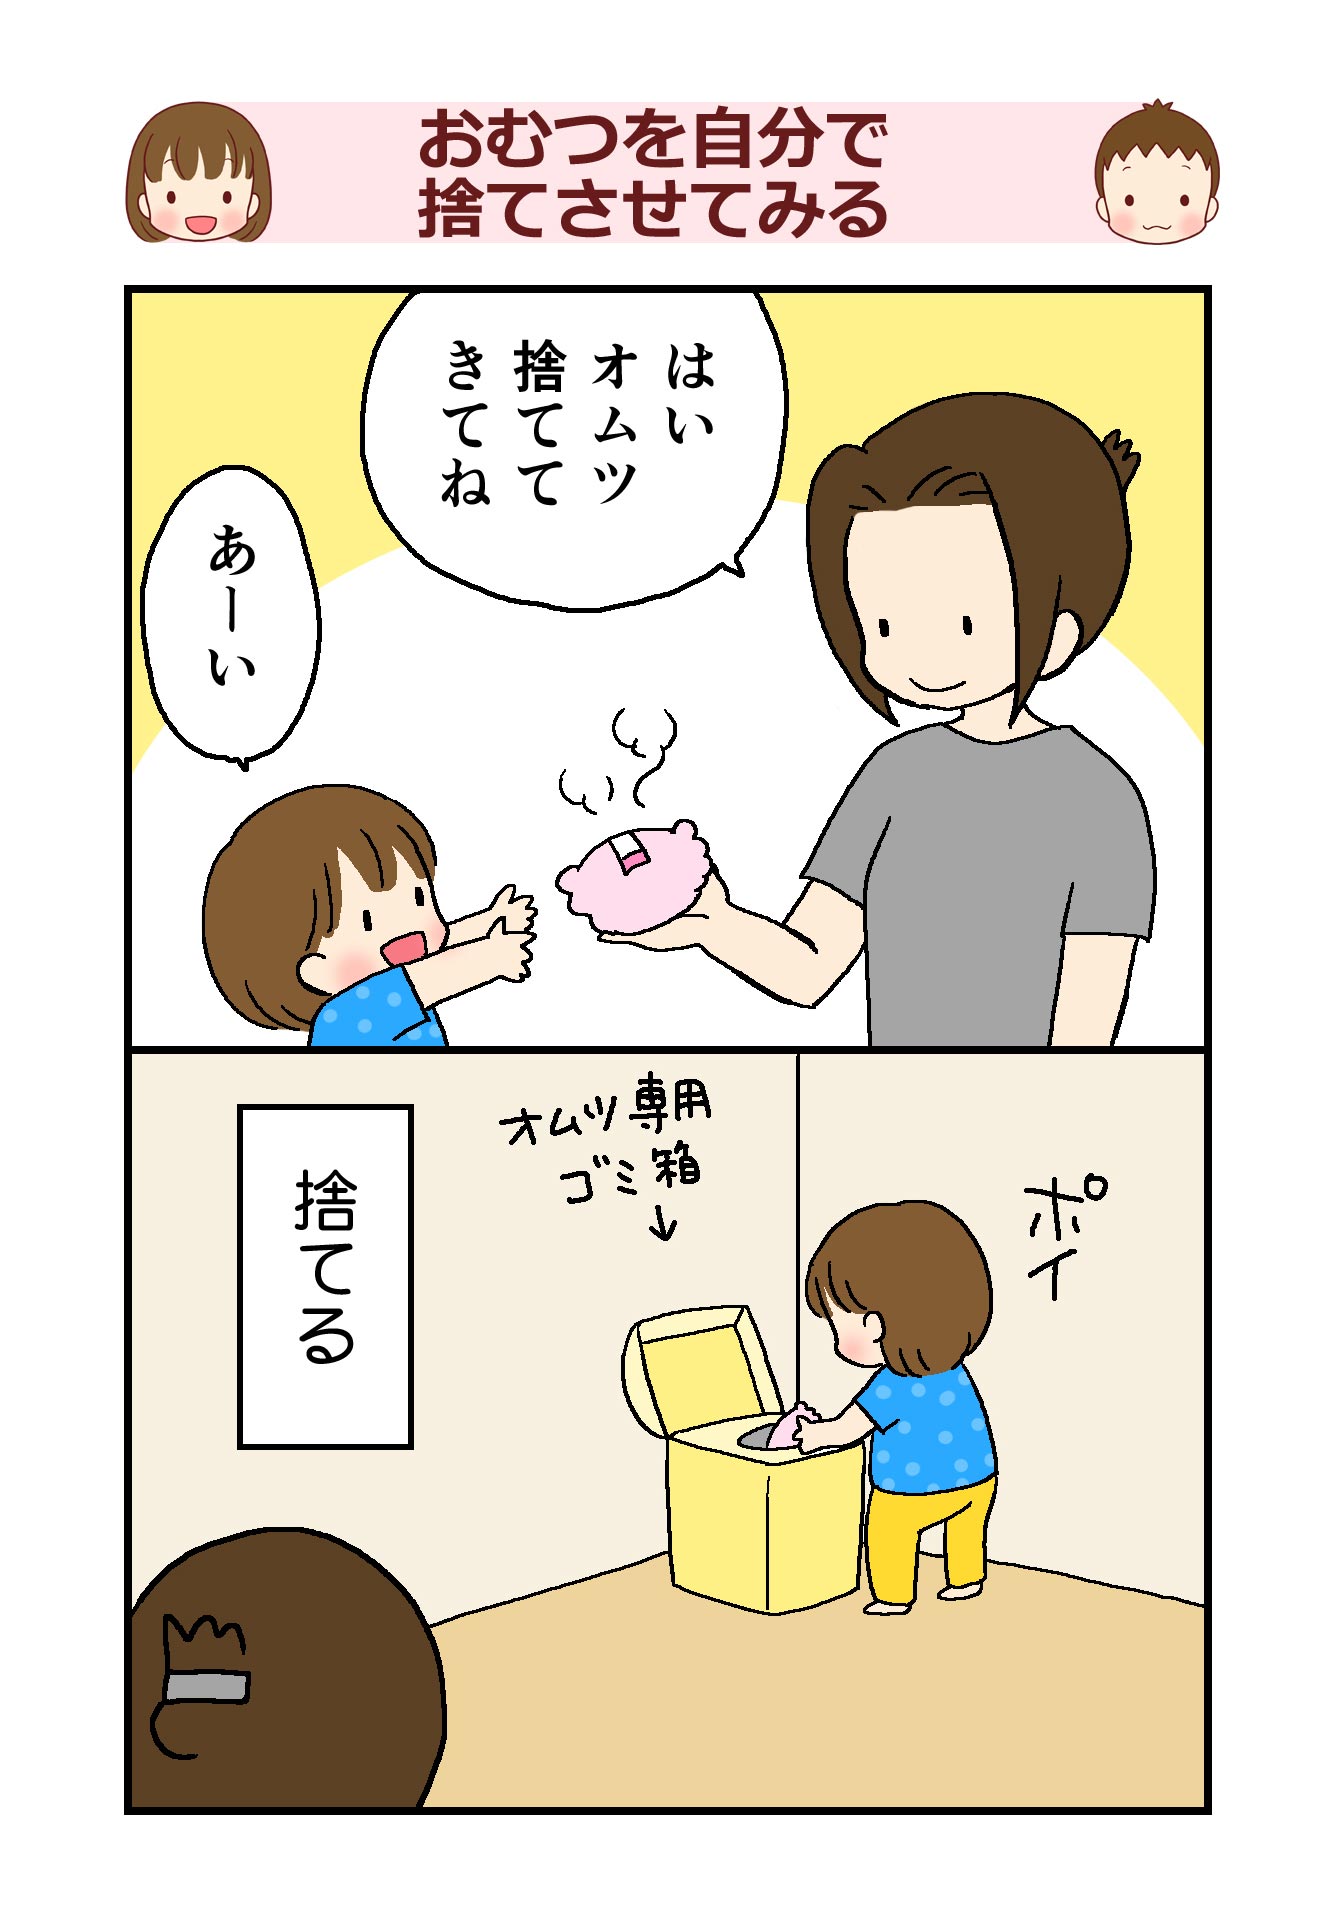 おむつを自分で
捨てさせてみる
はい
オムツ
捨てて
きてね
あーい
捨てる
オムツ専用
ゴミ箱
↓
ポイ